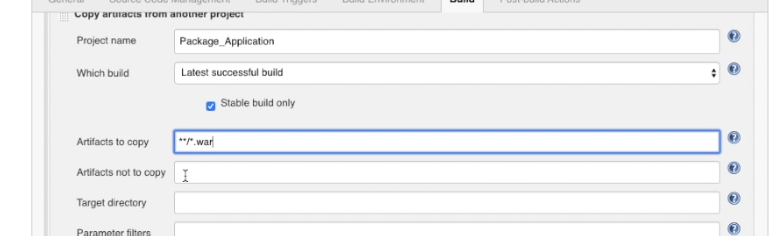 General Source Code Management Build Triggers Build Environment Build Post-build Actions
Copy artifacts from another project
Project name Package_Application
Which build Latest successful build
Stable build only
Artifacts to copy **/*.war
Artifacts not to copy
Target directory
Parameter filters